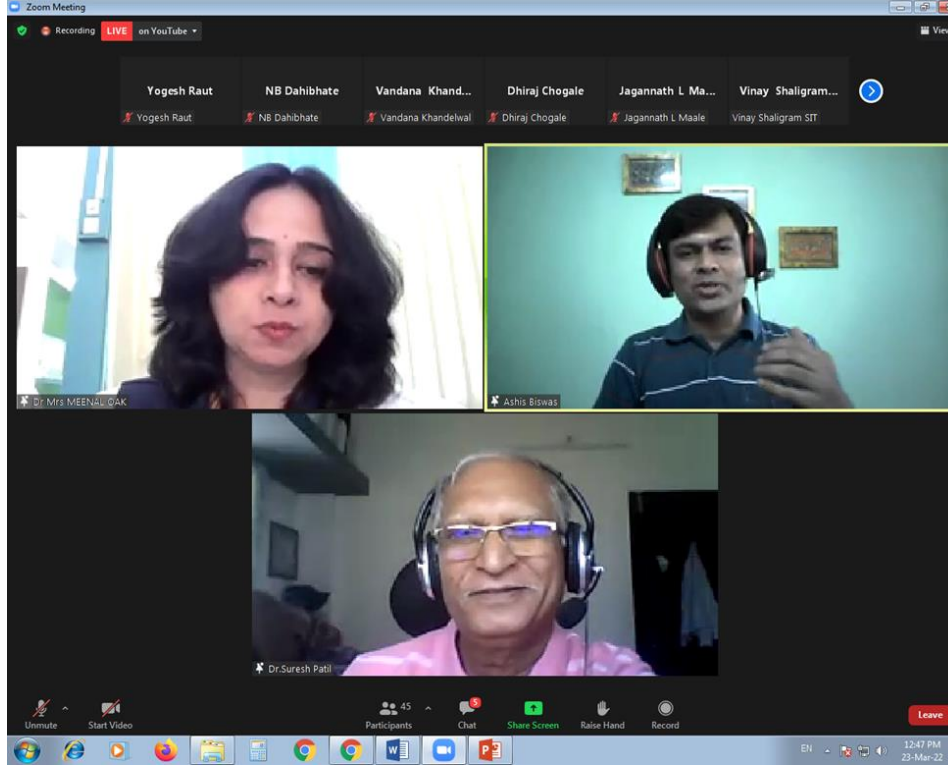 Zoom Meeting
Recording LIVE on YouTube
View
Yogesh Raut NB Dahibhate Vandana Khand... Dhiraj Chogale Jagannath L Ma... Vinay Shaligram...
Yogesh Raut NB Dahibhate Vandana Khandelwal Dhiraj Chogale Jagannath L Maale Vinay Shaligram SIT
Dr Mrs MEENAL OAK
Ashis Biswas
Dr.Suresh Patil
45
5
Unmute Start Video Participants Chat Share Screen Raise Hand Record
Leave
EN
12:47 PM
23-Mar-22